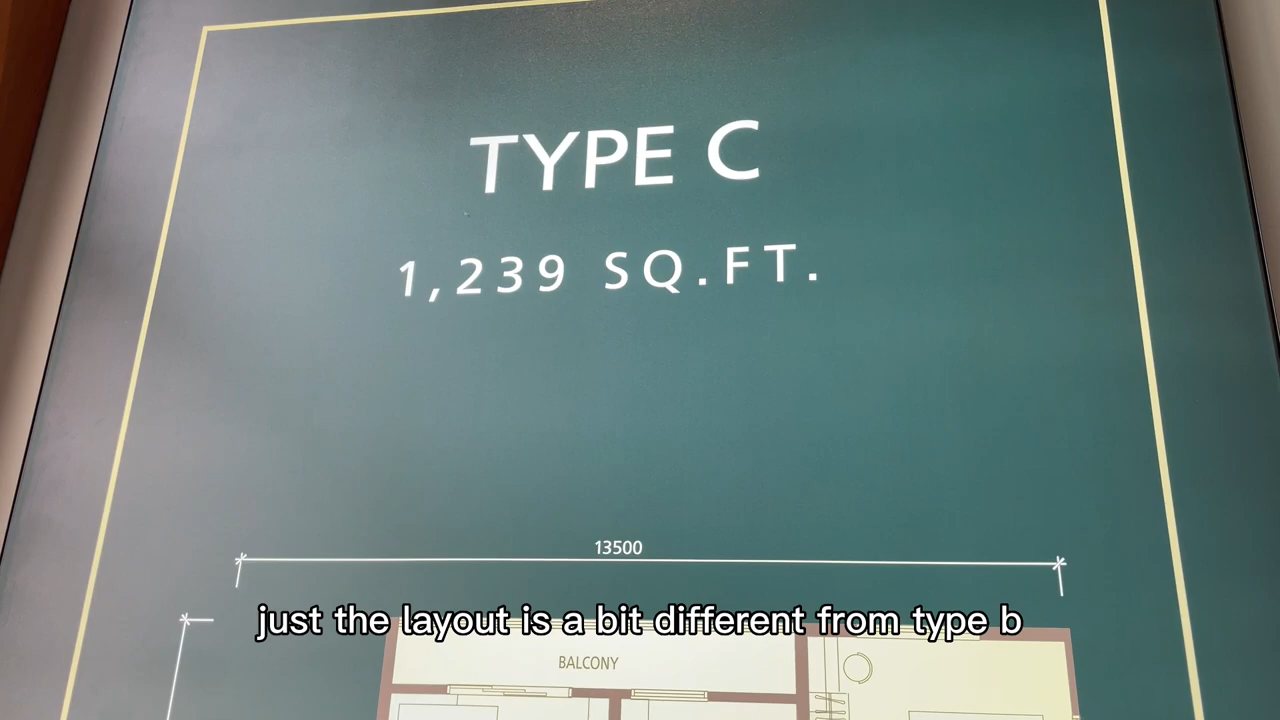 TYPE C
1,239 SQ.FT.
13500
just the layout is a bit different from type b
BALCONY